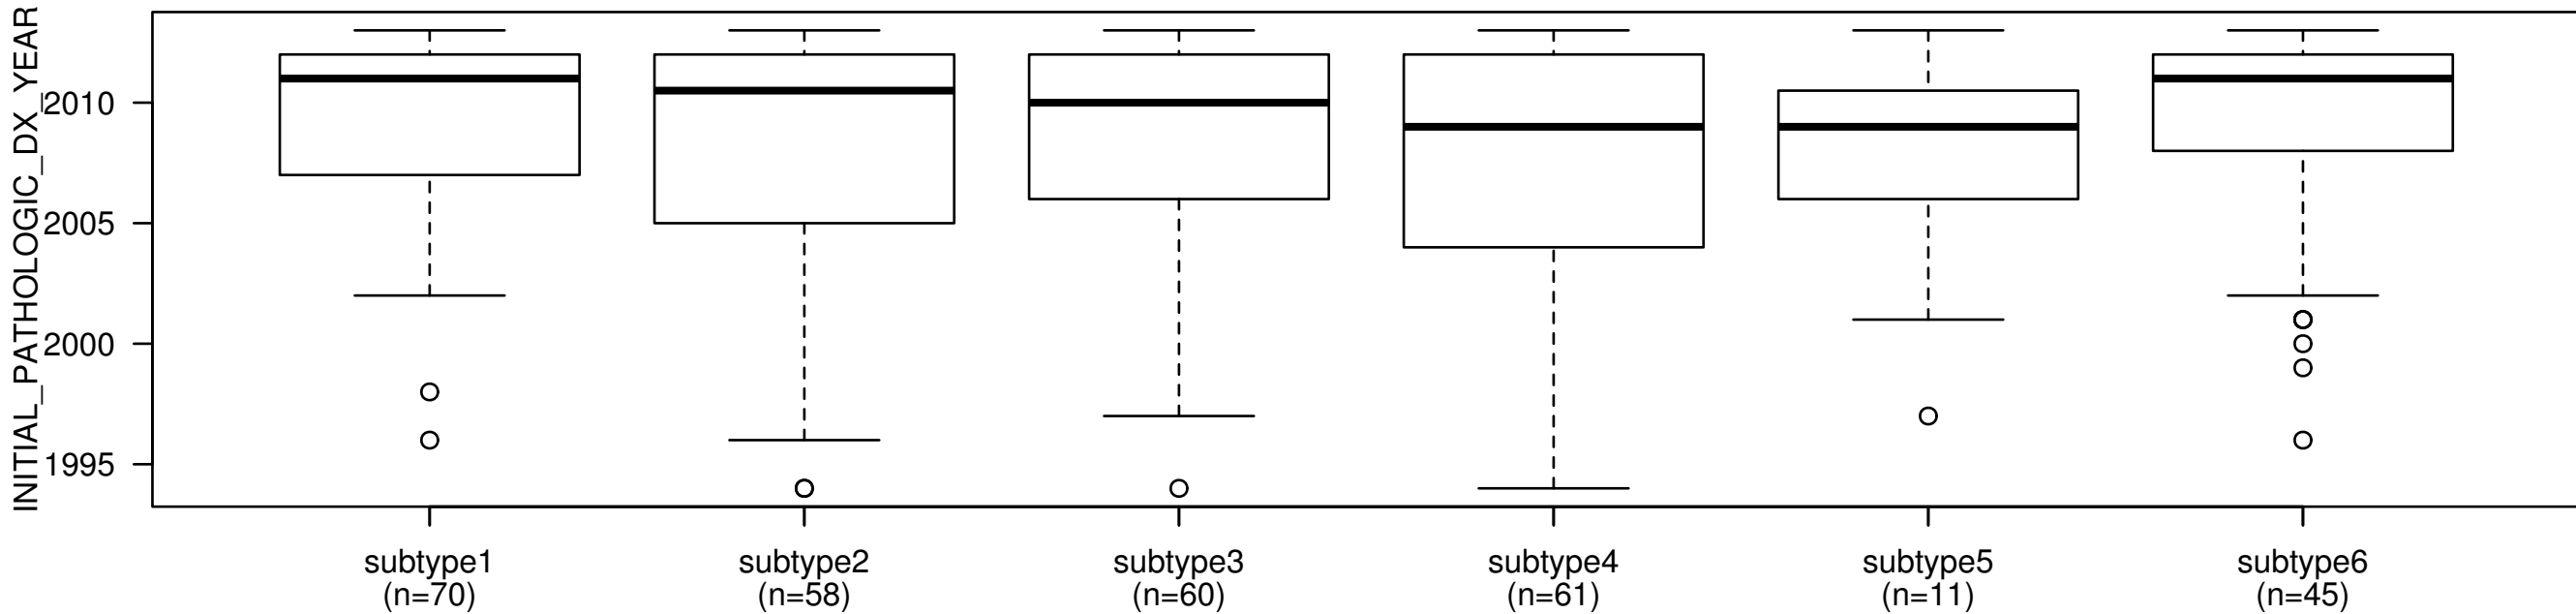 INITIAL_PATHOLOGIC_DX_YEAR
2010
2005
2000
1995
subtype1 subtype2 subtype3 subtype4 subtype5 subtype6
(n=70) (n=58) (n=60) (n=61) (n=11) (n=45)